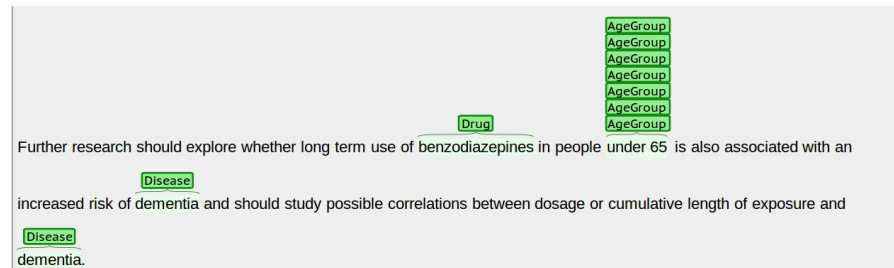 AgeGroup
AgeGroup
AgeGroup
AgeGroup
AgeGroup
AgeGroup
Drug AgeGroup
Further research should explore whether long term use of benzodiazepines in people under 65 is also associated with an
Disease
increased risk of dementia and should study possible correlations between dosage or cumulative length of exposure and
Disease
dementia.